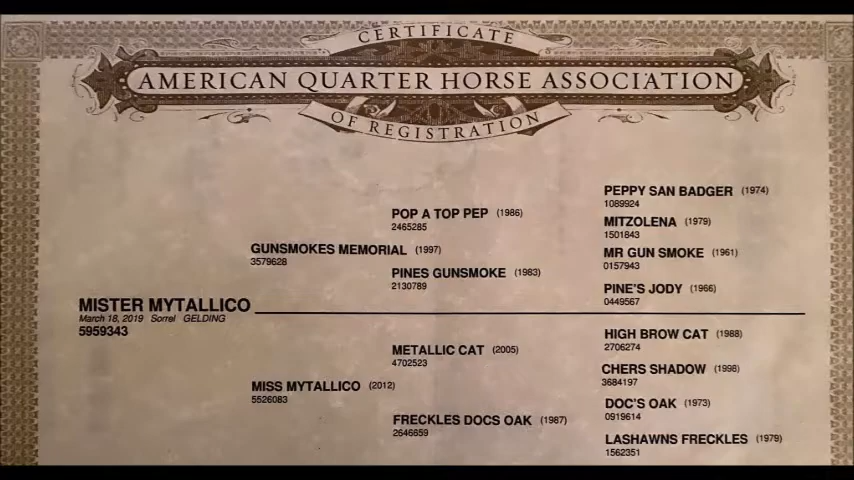 CERTIFICATE
AMERICAN QUARTER HORSE ASSOCIATION
OF REGISTRATION
PEPPY SAN BADGER (1974)
1089924
POP A TOP PEP (1986)
2465285
MITZOLENA (1979)
1501843
GUNSMOKES MEMORIAL (1997)
3579628
MR GUN SMOKE (1961)
0157943
PINES GUNSMOKE (1983)
2130789
PINE'S JODY (1966)
0449567
MISTER MYTALLICO
March 18, 2019 Sorrel GELDING
5959343
HIGH BROW CAT (1988)
2706274
METALLIC CAT (2005)
4702523
CHERS SHADOW (1998)
3684197
MISS MYTALLICO (2012)
5526083
DOC'S OAK (1973)
0919614
FRECKLES DOCS OAK (1987)
2646659
LASHAWNS FRECKLES (1979)
1562351